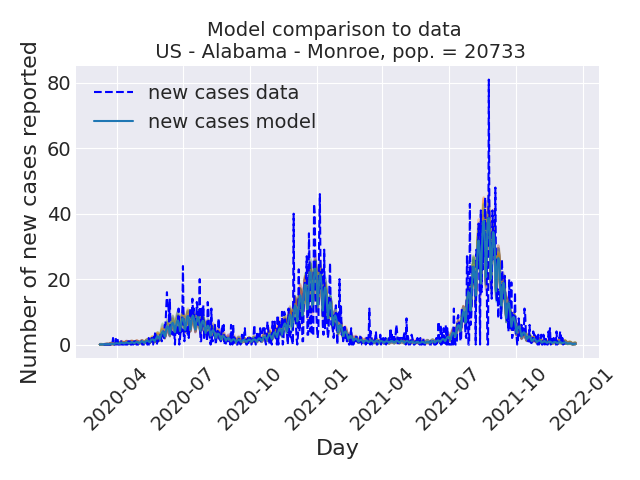 Model comparison to data
US - Alabama - Monroe, pop. = 20733
Number of new cases reported
80
60
40
20
0
new cases data
new cases model
2020-04
2020-07
2020-10
2021-01
2021-04
2021-07
2021-10
2022-01
Day